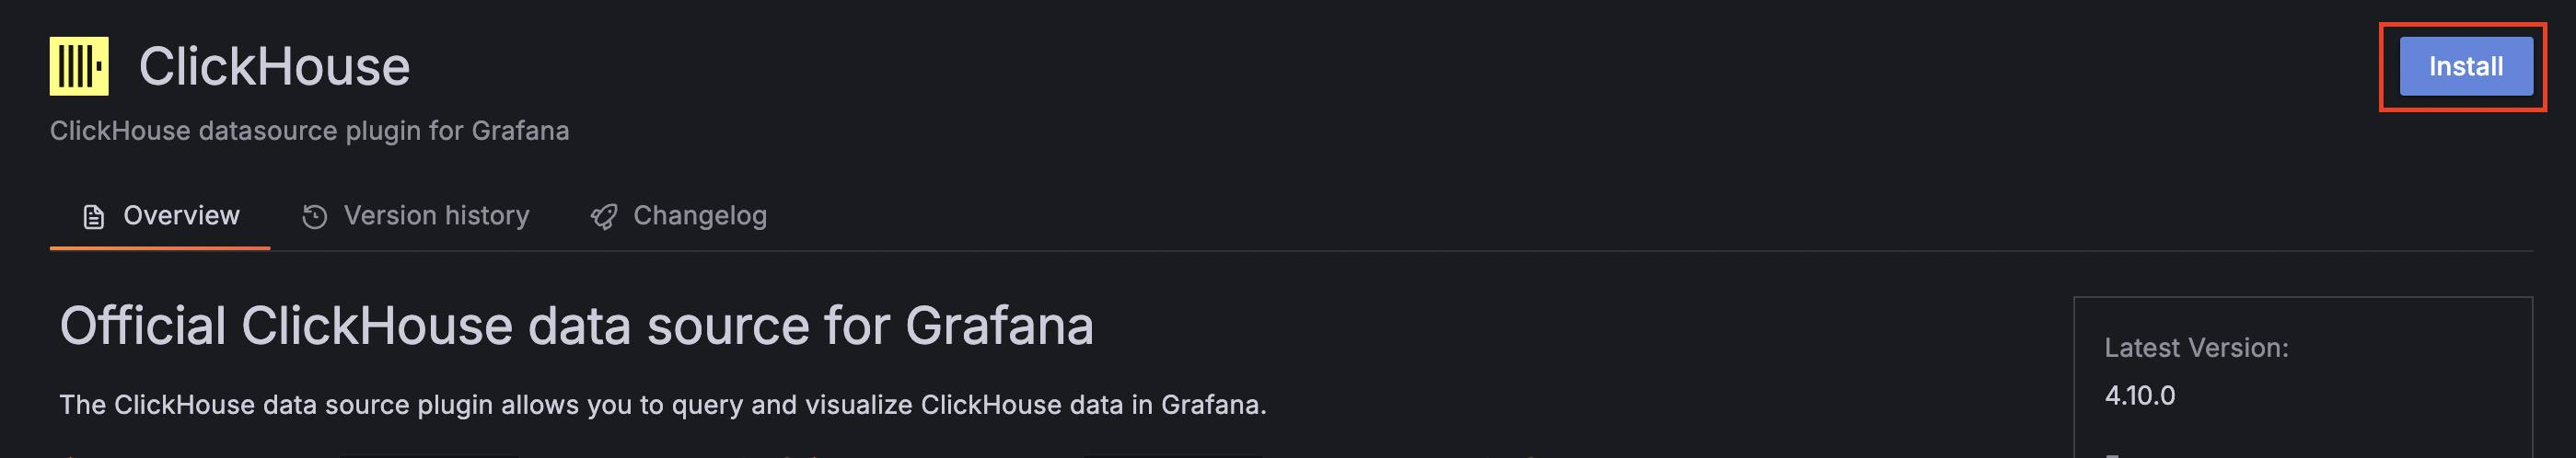 ClickHouse
Install
ClickHouse datasource plugin for Grafana
Overview
Version history
Changelog
Official ClickHouse data source for Grafana
Latest Version:
The ClickHouse data source plugin allows you to query and visualize ClickHouse data in Grafana.
4.10.0